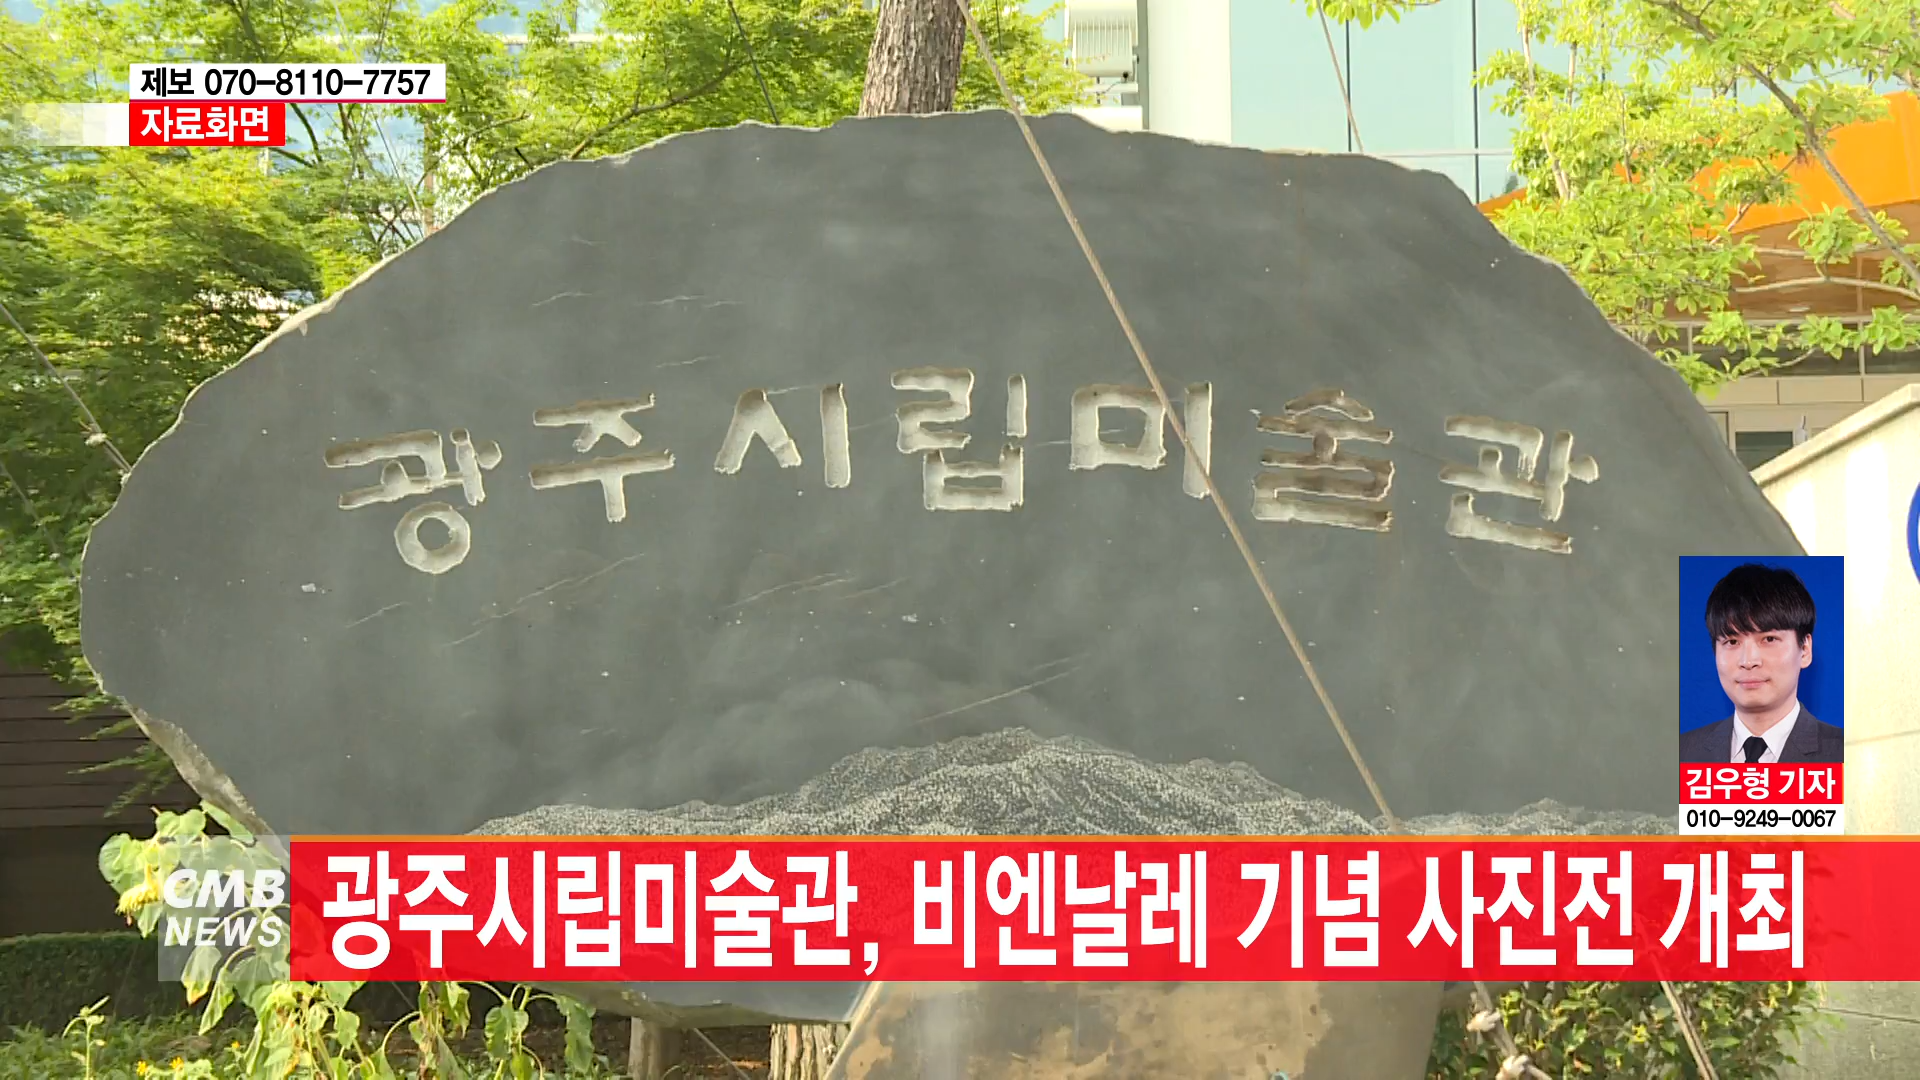 제보 070-8110-7757
자료화면
광주시립미술관
김우형 기자
010-9249-0067
CMB
NEWS
광주시립미술관, 비엔날레 기념 사진전 개최